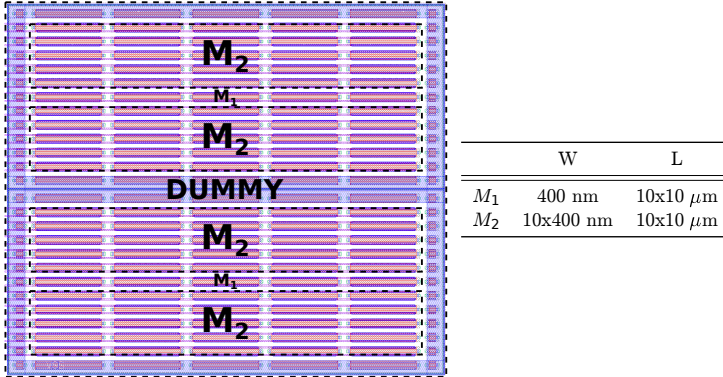 M₂
M₁
M₂
DUMMY
M₂
M₁
M₂
W L
M₁ 400 nm 10x10 μm
M₂ 10x400 nm 10x10 μm